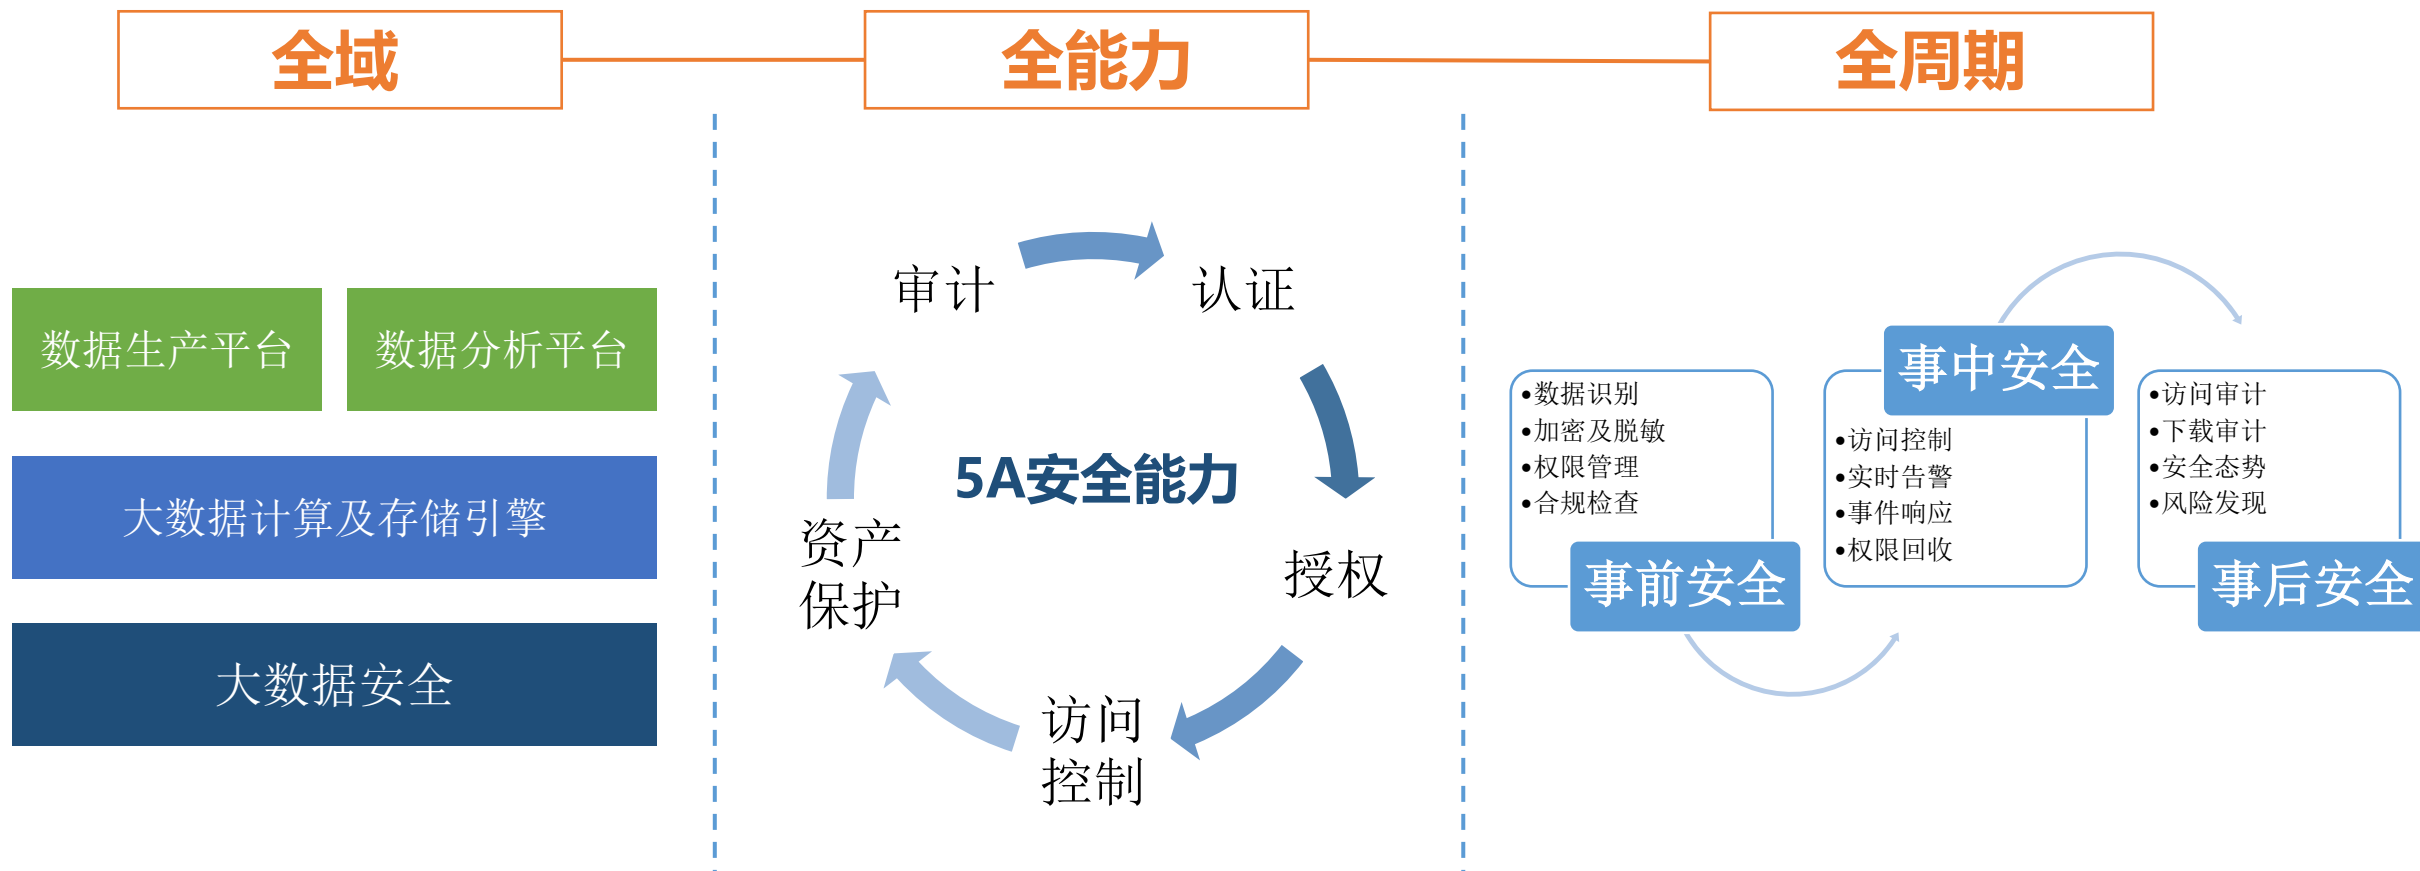 全域
全能力
全周期
数据生产平台
数据分析平台
大数据计算及存储引擎
大数据安全
审计
认证
授权
访问
控制
资产
保护
5A安全能力
•数据识别
•加密及脱敏
•权限管理
•合规检查
事前安全
事中安全
•访问控制
•实时告警
•事件响应
•权限回收
•访问审计
•下载审计
•安全态势
•风险发现
事后安全